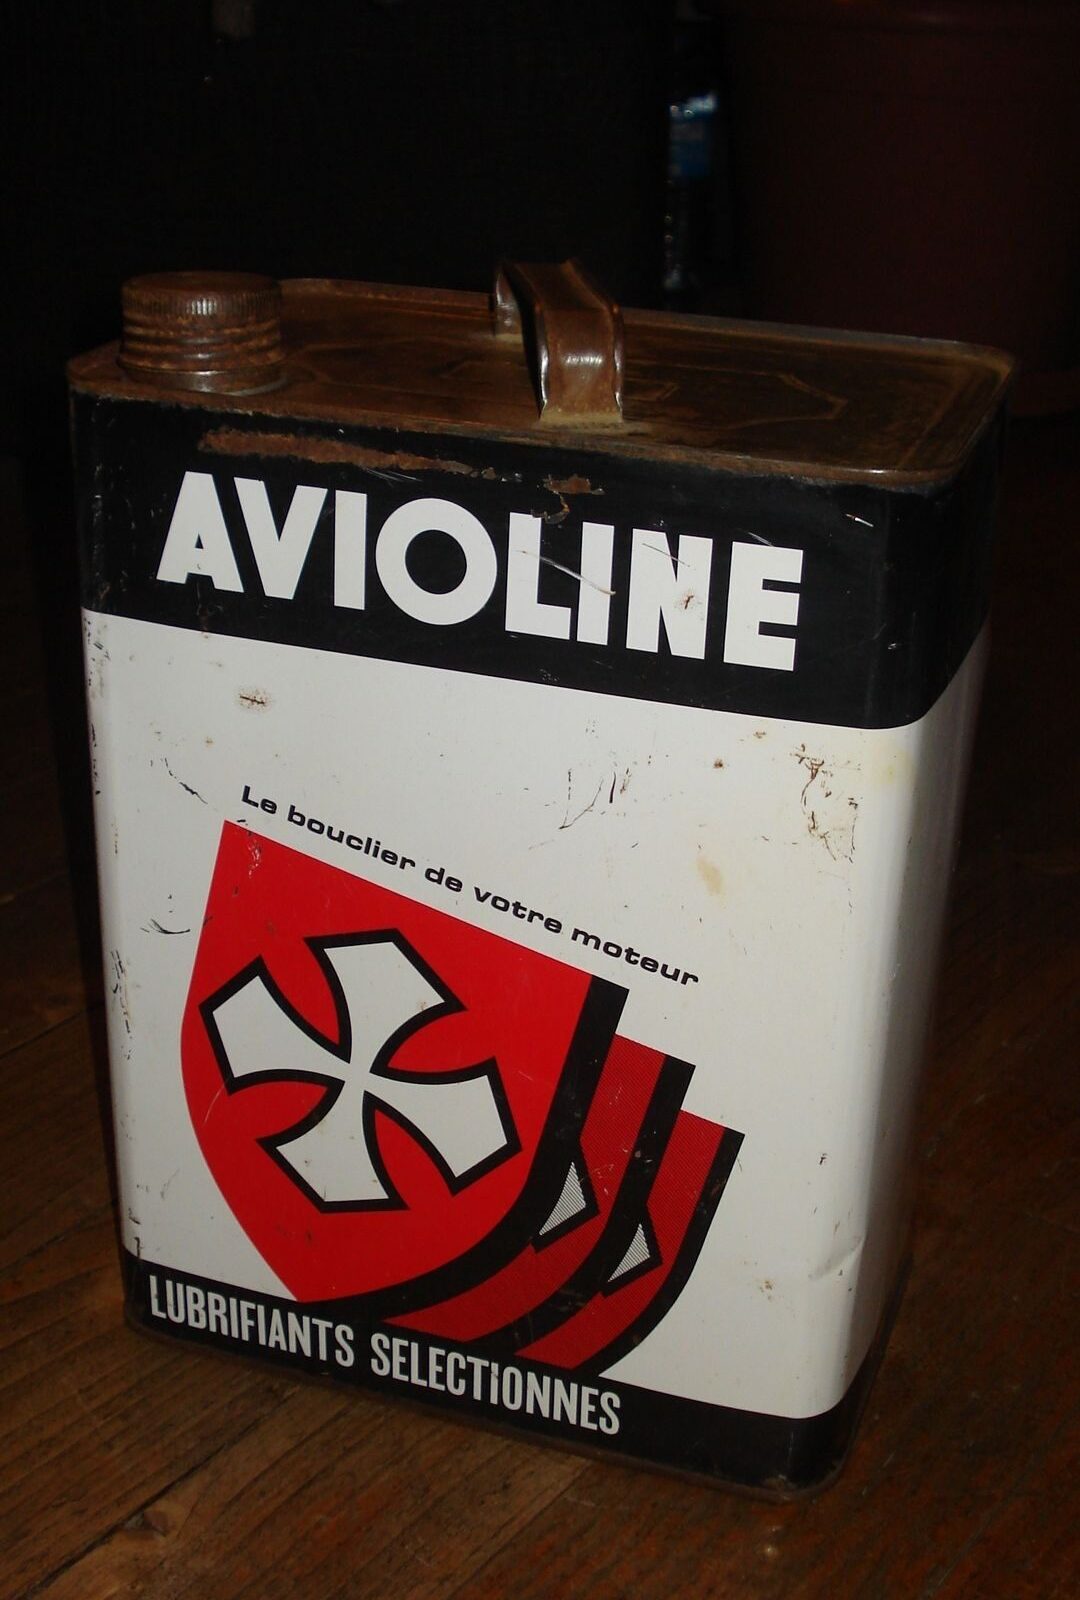 AVIOLINE
Le bouclier de votre moteur
LUBRIFIANTS SELECTIONNES